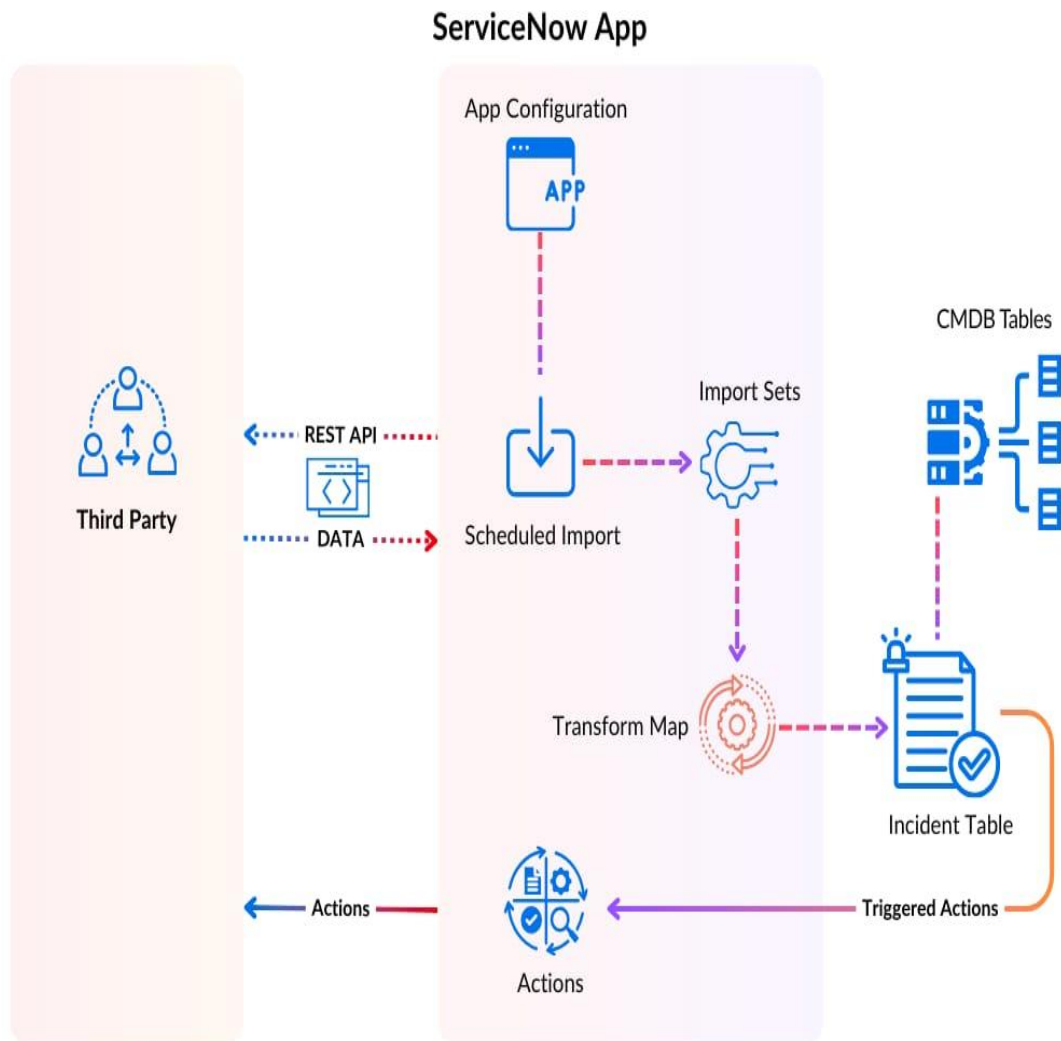 ServiceNow App
App Configuration
APP
CMDB Tables
Import Sets
REST API
Third Party
DATA
Scheduled Import
Transform Map
Incident Table
Actions
Triggered Actions
Actions